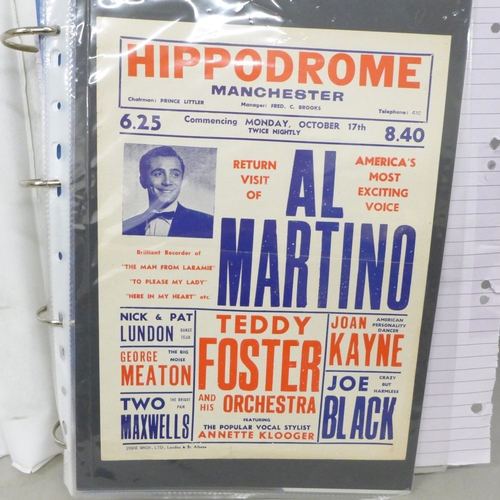 HIPPODROME
MANCHESTER
Chairman: PRINCE LITTLER Manager: FRED. C. BROOKS Telephone:
6.25 Commencing MONDAY, OCTOBER 17th 8.40
TWICE NIGHTLY
RETURN
VISIT
OF
AL
MARTINO
AMERICA'S
MOST
EXCITING
VOICE
Brilliant Recorder of
"THE MAN FROM LARAMIE"
"TO PLEASE MY LADY"
"HERE IN MY HEART" etc.
NICK & PAT
LUNDON DANCE
TEAM
GEORGE THE BIG
NOISE
MEATON
TWO THE BRIGHT
PAIR
MAXWELLS
TEDDY
FOSTER
AND
HIS ORCHESTRA
FEATURING
THE POPULAR VOCAL STYLIST
ANNETTE KLOOGER
JOAN AMERICAN
PERSONALITY
DANCER
KAYNE
JOE CRAZY
BUT
HARMLESS
BLACK
LTD., London & St. Albans